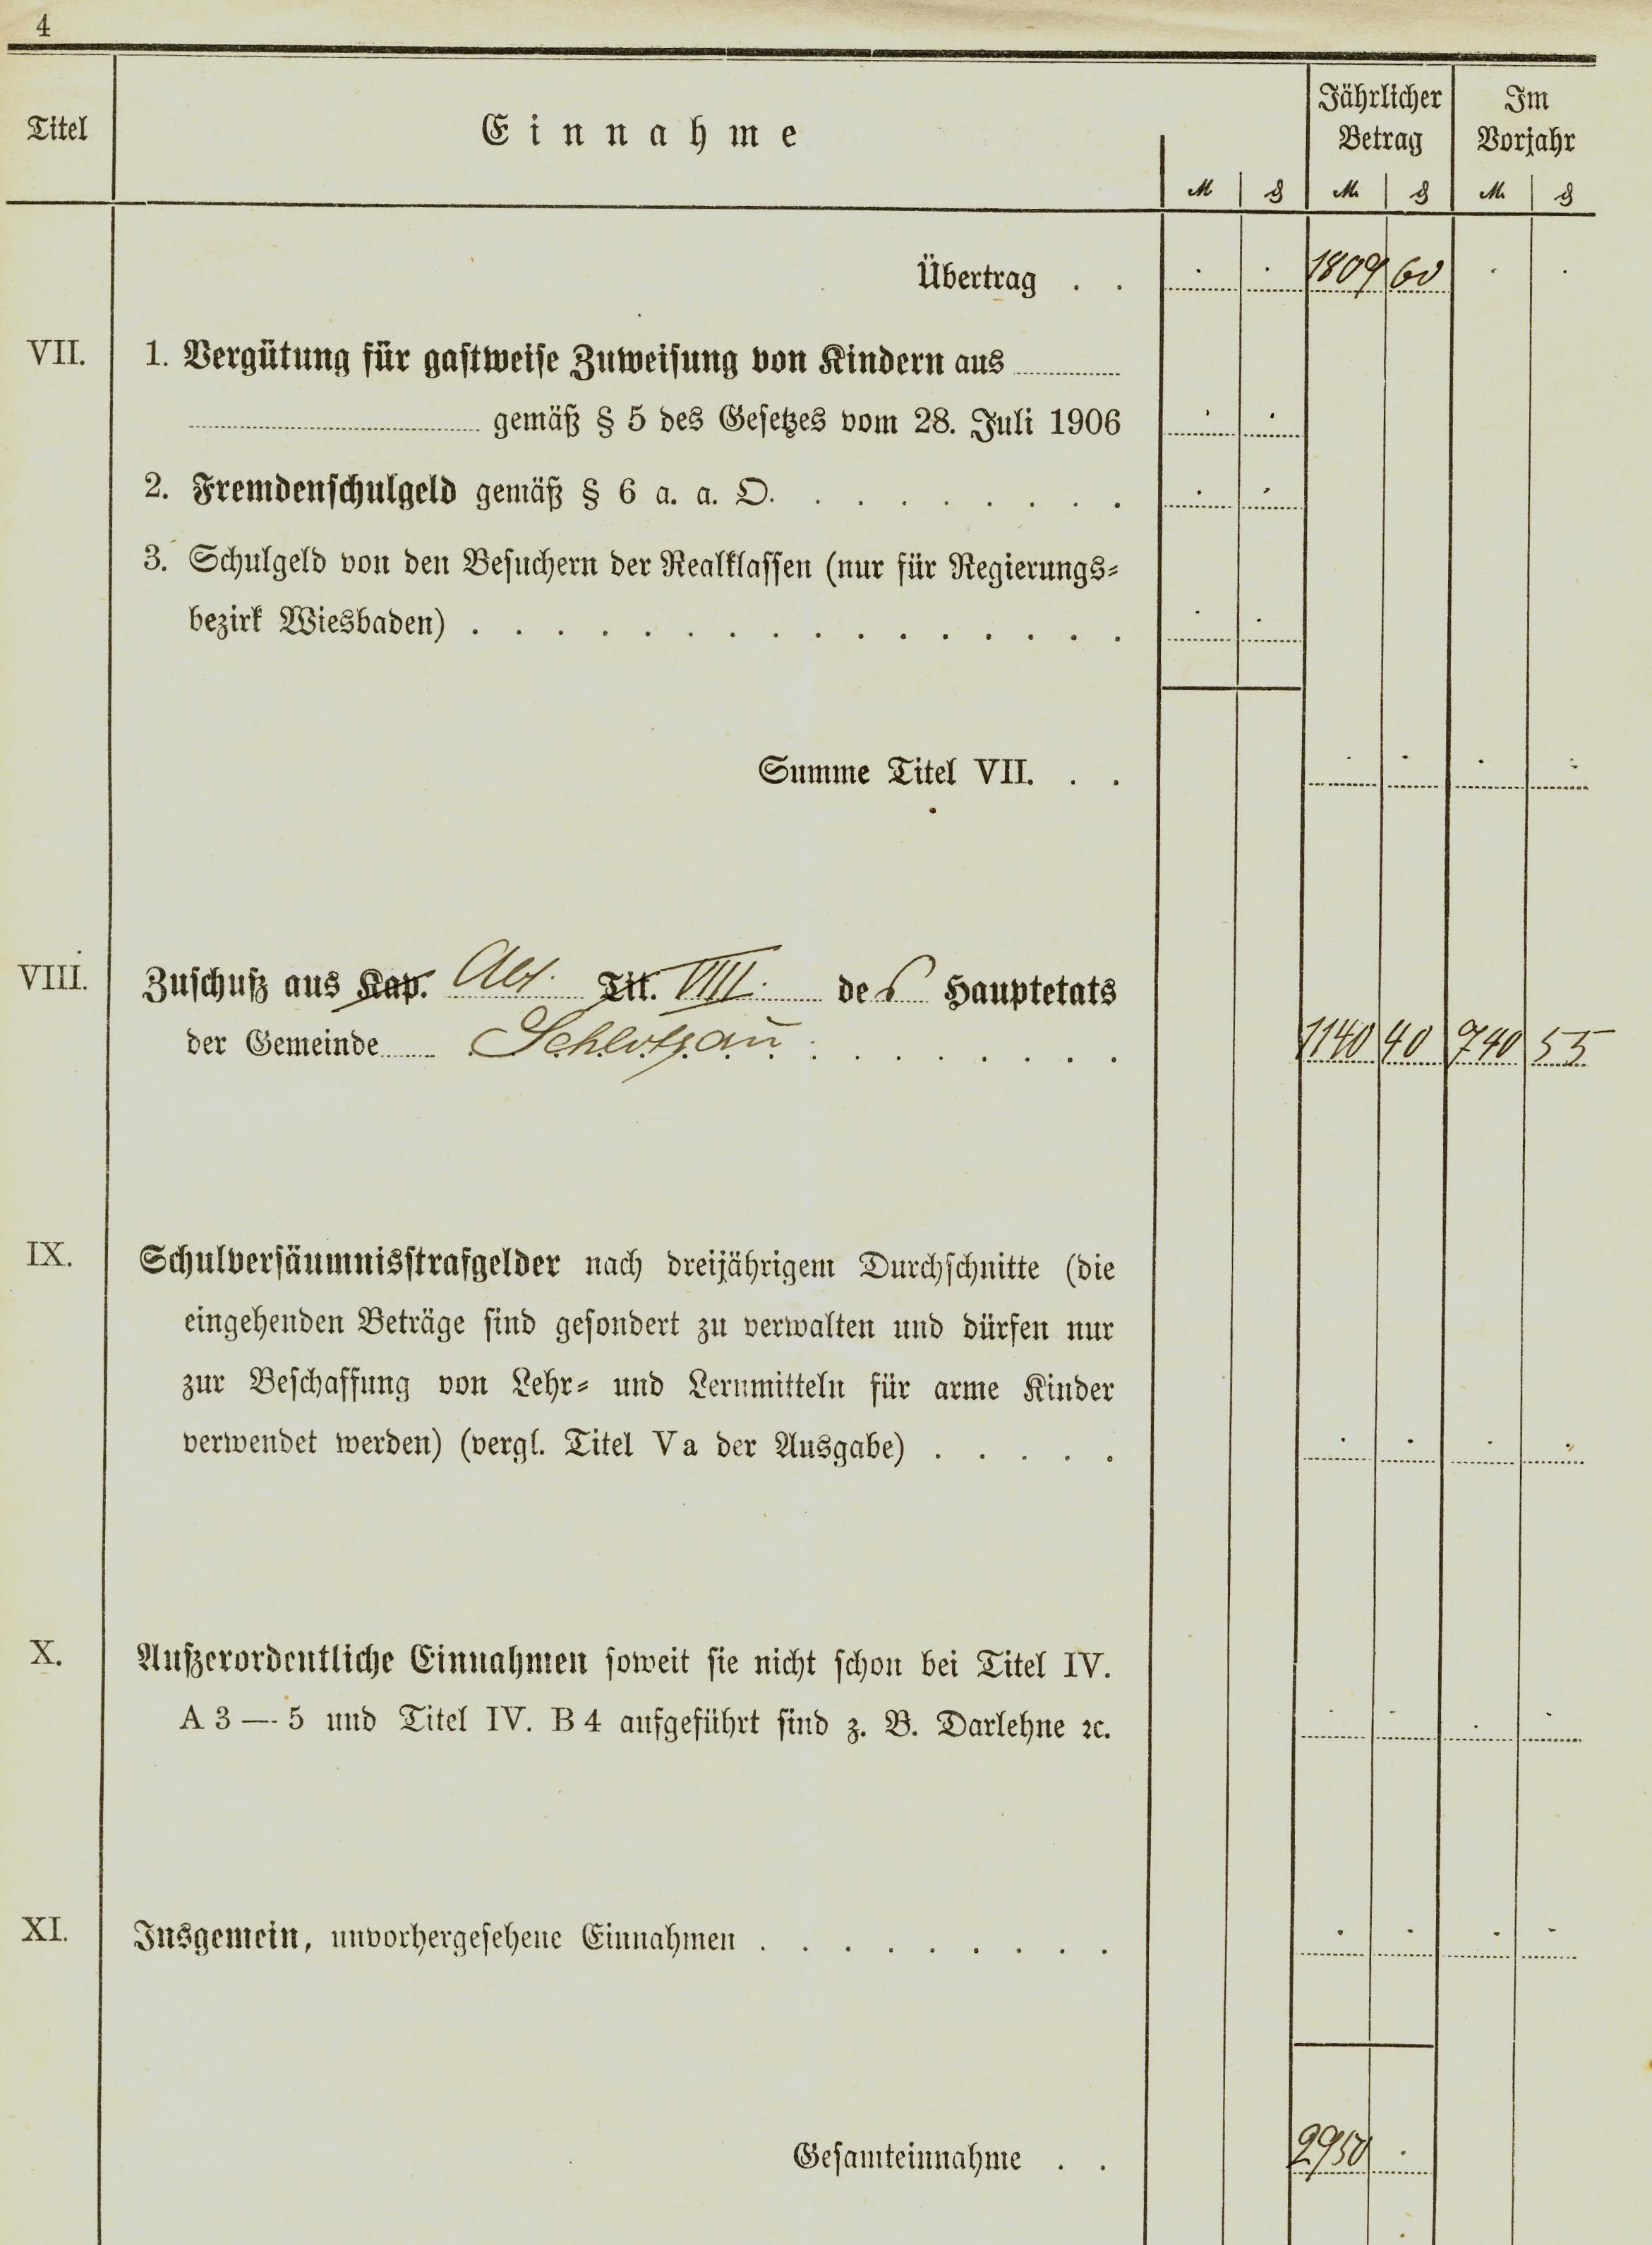 4
Titel
Einnahme
Jährlicher Betrag
Im Vorjahr
M ₰ M ₰ M ₰
Übertrag . . 1809 60
VII. 1. Vergütung für gastweise Zuweisung von Kindern aus
gemäß § 5 des Gesetzes vom 28. Juli 1906
2. Fremdenschulgeld gemäß § 6 a. a. O. . . . . . . . .
3. Schulgeld von den Besuchern der Realklassen (nur für Regierungs-
bezirk Wiesbaden) . . . . . . . . . . . . . . . .
Summe Titel VII. . .
VIII. Zuschuß aus Kap. Abt. Tit. VIII. des Hauptetats
der Gemeinde Schlotzau . . . . . . . . 1140 40 740 55
IX. Schulversäumnisstrafgelder nach dreijährigem Durchschnitte (die
eingehenden Beträge sind gesondert zu verwalten und dürfen nur
zur Beschaffung von Lehr- und Lernmitteln für arme Kinder
verwendet werden) (vergl. Titel Va der Ausgabe) . . . . .
X. Außerordentliche Einnahmen soweit sie nicht schon bei Titel IV.
A 3 — 5 und Titel IV. B 4 aufgeführt sind z. B. Darlehne ꝛc.
XI. Insgemein, unvorhergesehene Einnahmen . . . . . . . . .
Gesamteinnahme . . 2950 .